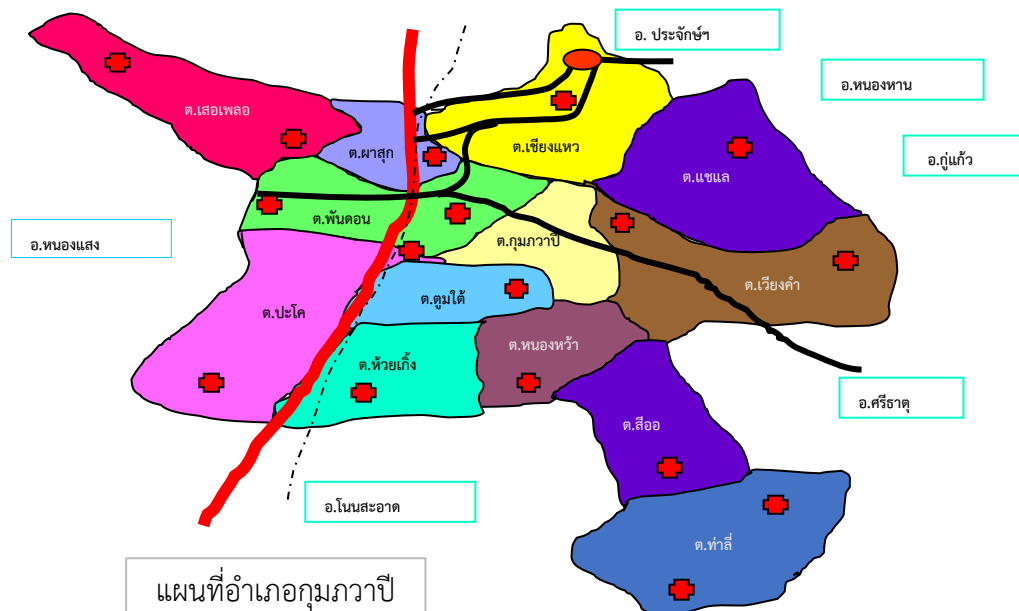 อ. ประจักษ์ฯ
อ.หนองหาน
ต.เสอเพลอ
ต.ผาสุก
ต.เชียงแหว
อ.กู่แก้ว
ต.แชแล
ต.พันดอน
อ.หนองแสง
ต.กุมภวาปี
ต.เวียงคำ
ต.ตูมใต้
ต.ปะโค
ต.หนองหว้า
ต.ห้วยเกิ้ง
อ.ศรีธาตุ
ต.สีออ
อ.โนนสะอาด
ต.ท่าลี่
แผนที่อำเภอกุมภวาปี